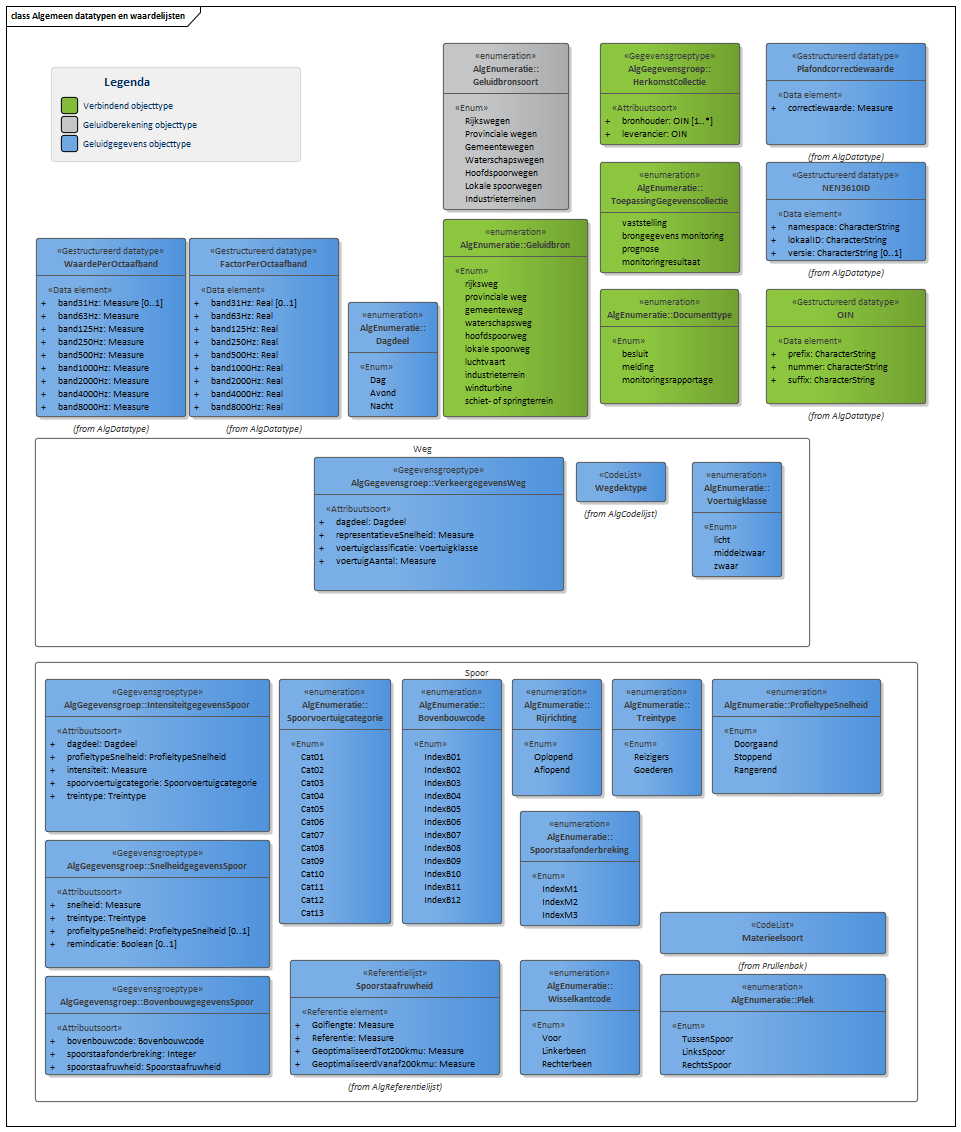 class Algemeen datatypen en waardelijsten
Legenda
Verbindend objecttype
Geluidberekening objecttype
Geluidgegevens objecttype
«enumeration»
AlgEnumeratie::
Geluidbronsoort
«Enum»
Rijkswegen
Provinciale wegen
Gemeentewegen
Waterschapswegen
Hoofdspoorwegen
Lokale spoorwegen
Industrieterreinen
«Gegevensgroeptype»
AlgGegevensgroep::
HerkomstCollectie
«Attribuutsoort»
+ bronhouder: OIN [1..*]
+ leverancier: OIN
«Gestructureerd datatype»
Plafondcorrectiewaarde
«Data element»
+ correctiewaarde: Measure
(from AlgDatatype)
«enumeration»
AlgEnumeratie::
ToepassingGegevenscollectie
vaststelling
brongegevens monitoring
prognose
monitoringresultaat
«Gestructureerd datatype»
NEN3610ID
«Data element»
+ namespace: CharacterString
+ lokaalID: CharacterString
+ versie: CharacterString [0..1]
(from AlgDatatype)
«Gestructureerd datatype»
WaardePerOctaafband
«Data element»
+ band31Hz: Measure [0..1]
+ band63Hz: Measure
+ band125Hz: Measure
+ band250Hz: Measure
+ band500Hz: Measure
+ band1000Hz: Measure
+ band2000Hz: Measure
+ band4000Hz: Measure
+ band8000Hz: Measure
(from AlgDatatype)
«Gestructureerd datatype»
FactorPerOctaafband
«Data element»
+ band31Hz: Real [0..1]
+ band63Hz: Real
+ band125Hz: Real
+ band250Hz: Real
+ band500Hz: Real
+ band1000Hz: Real
+ band2000Hz: Real
+ band4000Hz: Real
+ band8000Hz: Real
(from AlgDatatype)
«enumeration»
AlgEnumeratie::
Dagdeel
«Enum»
Dag
Avond
Nacht
«enumeration»
AlgEnumeratie::Geluidbron
«Enum»
rijksweg
provinciale weg
gemeenteweg
waterschapsweg
hoofdspoorweg
lokale spoorweg
luchtvaart
industrieterrein
windturbine
schiet- of springterrein
«enumeration»
AlgEnumeratie::Documenttype
«Enum»
besluit
melding
monitoringsrapportage
«Gestructureerd datatype»
OIN
«Data element»
+ prefix: CharacterString
+ nummer: CharacterString
+ suffix: CharacterString
(from AlgDatatype)
Weg
«Gegevensgroeptype»
AlgGegevensgroep::VerkeergegevensWeg
«Attribuutsoort»
+ dagdeel: Dagdeel
+ representatieveSnelheid: Measure
+ voertuigclassificatie: Voertuigklasse
+ voertuigAantal: Measure
«CodeList»
Wegdektype
(from AlgCodelijst)
«enumeration»
AlgEnumeratie::
Voertuigklasse
«Enum»
licht
middelzwaar
zwaar
Spoor
«Gegevensgroeptype»
AlgGegevensgroep::IntensiteitgegevensSpoor
«Attribuutsoort»
+ dagdeel: Dagdeel
+ profieltypeSnelheid: ProfieltypeSnelheid
+ intensiteit: Measure
+ spoorvoertuigcategorie: Spoorvoertuigcategorie
+ treintype: Treintype
«enumeration»
AlgEnumeratie::
Spoorvoertuigcategorie
«Enum»
Cat01
Cat02
Cat03
Cat04
Cat05
Cat06
Cat07
Cat08
Cat09
Cat10
Cat11
Cat12
Cat13
«enumeration»
AlgEnumeratie::
Bovenbouwcode
«Enum»
IndexB01
IndexB02
IndexB03
IndexB04
IndexB05
IndexB06
IndexB07
IndexB08
IndexB09
IndexB10
IndexB11
IndexB12
«enumeration»
AlgEnumeratie::
Rijrichting
«Enum»
Oplopend
Aflopend
«enumeration»
AlgEnumeratie::
Treintype
«Enum»
Reizigers
Goederen
«enumeration»
AlgEnumeratie::ProfieltypeSnelheid
«Enum»
Doorgaand
Stoppend
Rangerend
«enumeration»
AlgEnumeratie::
Spoorstaafonderbreking
«Enum»
IndexM1
IndexM2
IndexM3
«Gegevensgroeptype»
AlgGegevensgroep::SnelheidgegevensSpoor
«Attribuutsoort»
+ snelheid: Measure
+ treintype: Treintype
+ profieltypeSnelheid: ProfieltypeSnelheid [0..1]
+ remindicatie: Boolean [0..1]
«CodeList»
Materieelsoort
(from Prullenbak)
«Gegevensgroeptype»
AlgGegevensgroep::BovenbouwgegevensSpoor
«Attribuutsoort»
+ bovenbouwcode: Bovenbouwcode
+ spoorstaafonderbreking: Integer
+ spoorstaafruwheid: Spoorstaafruwheid
«Referentielijst»
Spoorstaafruwheid
«Referentie element»
+ Golflengte: Measure
+ Referentie: Measure
+ GeoptimaliseerdTot200kmu: Measure
+ GeoptimaliseerdVanaf200kmu: Measure
(from AlgReferentielijst)
«enumeration»
AlgEnumeratie::
Wisselkantcode
«Enum»
Voor
Linkerbeen
Rechterbeen
«enumeration»
AlgEnumeratie::Plek
«Enum»
TussenSpoor
LinksSpoor
RechtsSpoor